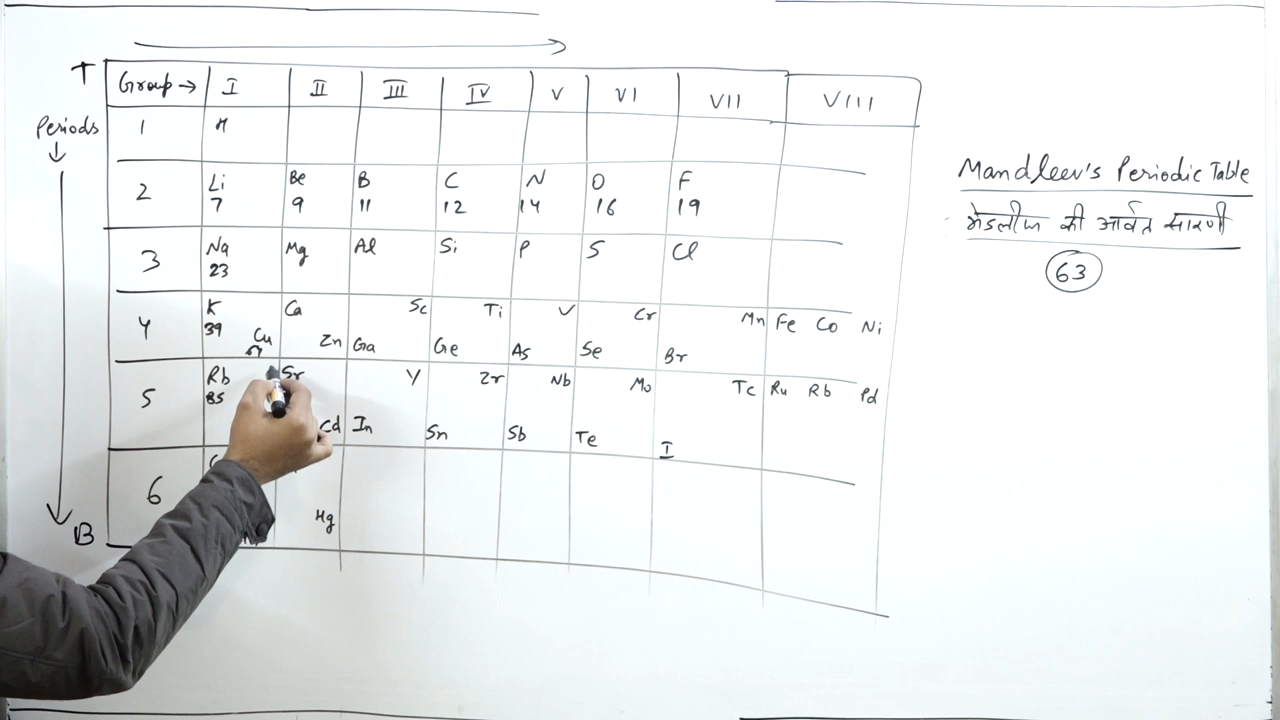 T Group → I II III IV V VI VII VIII
Periods ↓
1 H
2 Li Be B C N O F
7 9 11 12 14 16 19
3 Na Mg Al Si P S Cl
23
4 K Ca Sc Ti V Cr Mn Fe Co Ni
39 Cu Zn Ga Ge As Se Br
5 Rb Sr Y Zr Nb Mo Tc Ru Rb Pd
85 Cd In Sn Sb Te I
6
Hg
B
Mandleev's Periodic Table
की आर्वत सारणी
63